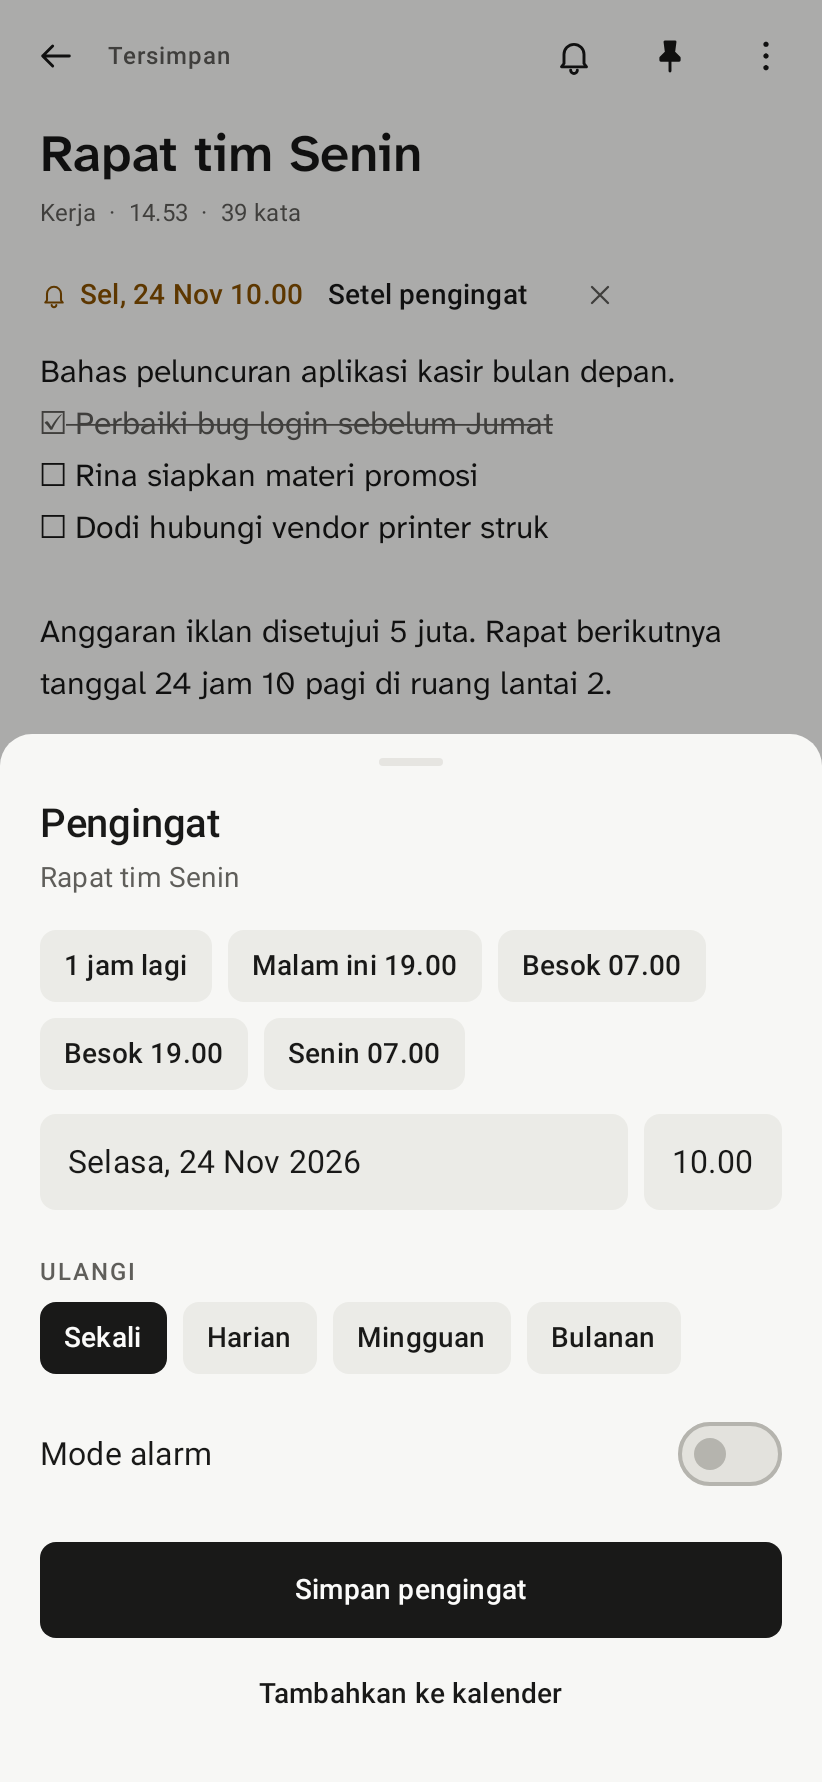 Tersimpan
Rapat tim Senin
Kerja · 14.53 · 39 kata
Sel, 24 Nov 10.00 Setel pengingat
Bahas peluncuran aplikasi kasir bulan depan.
☑ Perbaiki bug login sebelum Jumat
☐ Rina siapkan materi promosi
☐ Dodi hubungi vendor printer struk
Anggaran iklan disetujui 5 juta. Rapat berikutnya
tanggal 24 jam 10 pagi di ruang lantai 2.
Pengingat
Rapat tim Senin
1 jam lagi Malam ini 19.00 Besok 07.00
Besok 19.00 Senin 07.00
Selasa, 24 Nov 2026 10.00
ULANGI
Sekali Harian Mingguan Bulanan
Mode alarm
Simpan pengingat
Tambahkan ke kalender